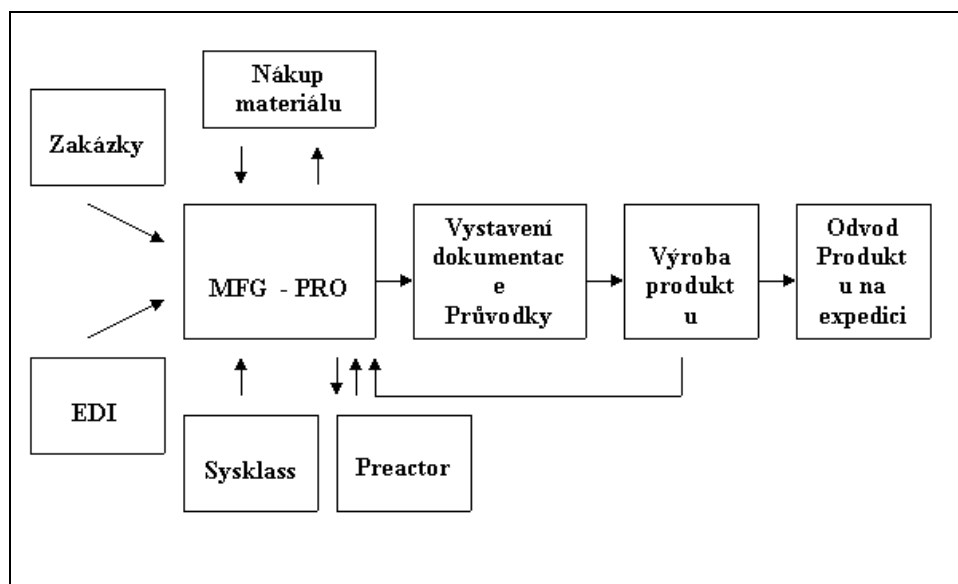 Nákup
materiálu
Zakázky
MFG - PRO
Vystavení
dokumentac
e
Průvodky
Výroba
produkt
u
Odvod
Produkt
u na
expedici
EDI
Sysklass
Preactor